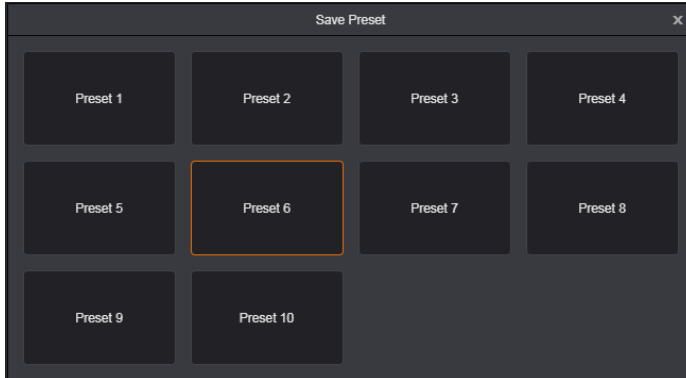 Save Preset x
Preset 1 Preset 2 Preset 3 Preset 4
Preset 5 Preset 6 Preset 7 Preset 8
Preset 9 Preset 10